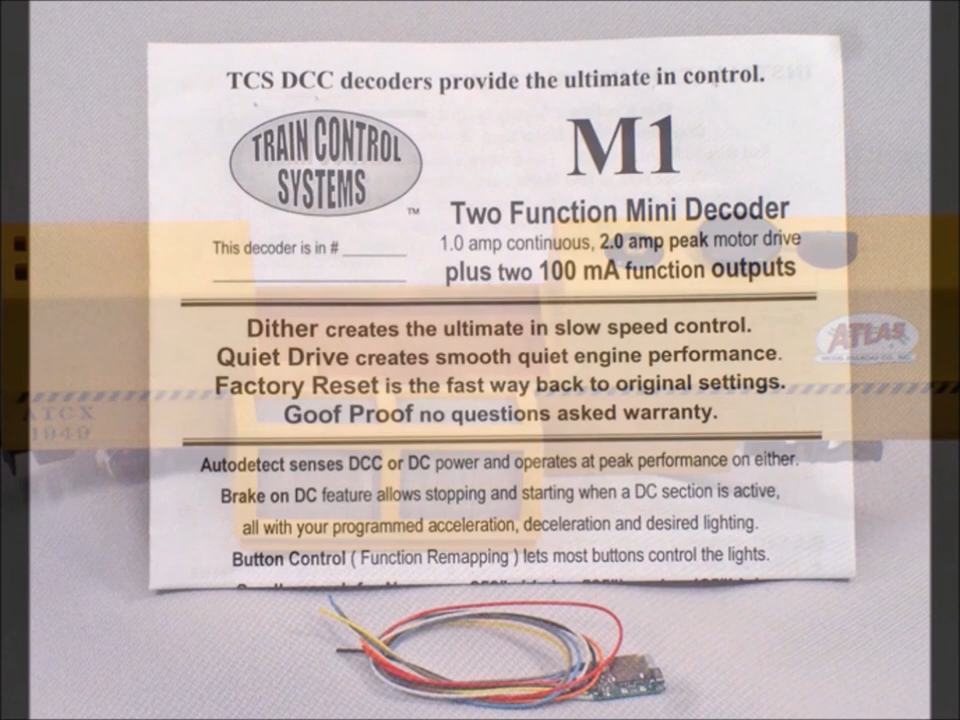 TCS DCC decoders provide the ultimate in control.
TRAIN CONTROL
SYSTEMS
™
M1
Two Function Mini Decoder
This decoder is in # ________
1.0 amp continuous, 2.0 amp peak motor drive
plus two 100 mA function outputs
Dither creates the ultimate in slow speed control.
Quiet Drive creates smooth quiet engine performance.
ATLAS
Factory Reset is the fast way back to original settings.
Goof Proof no questions asked warranty.
ATCX
1949
Autodetect senses DCC or DC power and operates at peak performance on either.
Brake on DC feature allows stopping and starting when a DC section is active,
all with your programmed acceleration, deceleration and desired lighting.
Button Control ( Function Remapping ) lets most buttons control the lights.